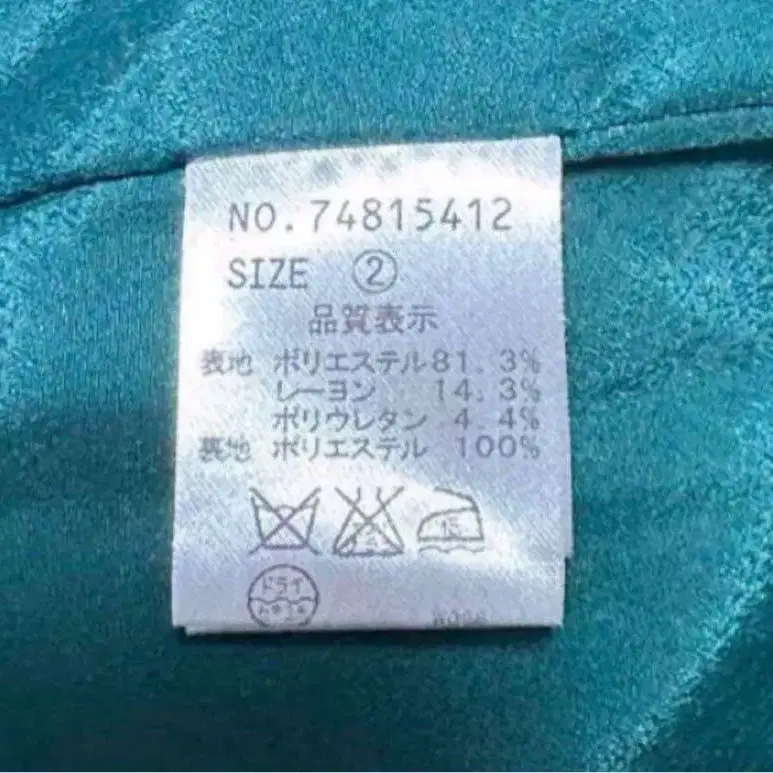 NO. 74815412
SIZE ②
品質表示
表地 ポリエステル 81.3%
レーヨン 14.3%
ポリウレタン 4.4%
裏地 ポリエステル 100%
低
ドライ